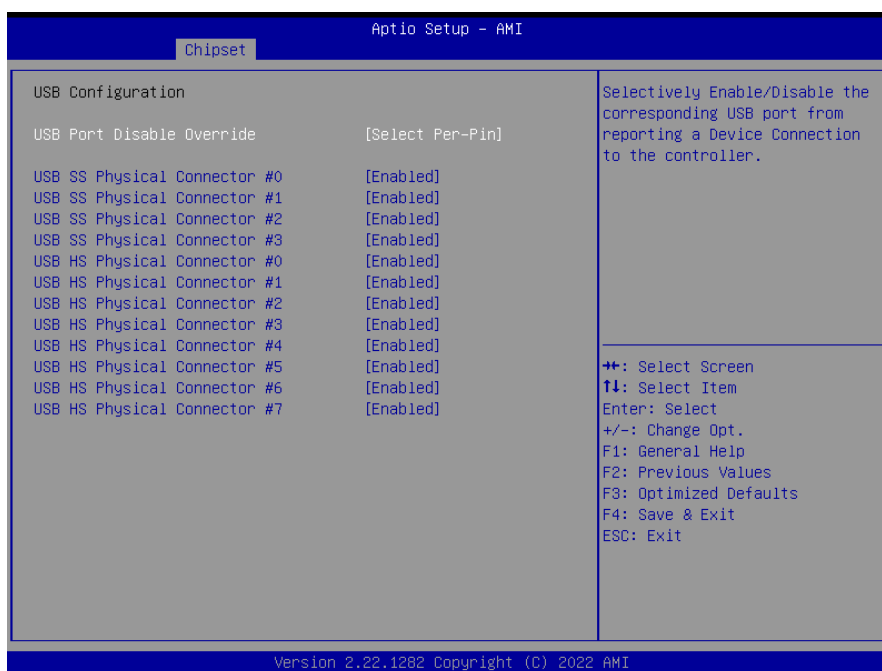 Aptio Setup – AMI
Chipset
USB Configuration
USB Port Disable Override [Select Per-Pin]
USB SS Physical Connector #0 [Enabled]
USB SS Physical Connector #1 [Enabled]
USB SS Physical Connector #2 [Enabled]
USB SS Physical Connector #3 [Enabled]
USB HS Physical Connector #0 [Enabled]
USB HS Physical Connector #1 [Enabled]
USB HS Physical Connector #2 [Enabled]
USB HS Physical Connector #3 [Enabled]
USB HS Physical Connector #4 [Enabled]
USB HS Physical Connector #5 [Enabled]
USB HS Physical Connector #6 [Enabled]
USB HS Physical Connector #7 [Enabled]
Selectively Enable/Disable the
corresponding USB port from
reporting a Device Connection
to the controller.
→←: Select Screen
↑↓: Select Item
Enter: Select
+/-: Change Opt.
F1: General Help
F2: Previous Values
F3: Optimized Defaults
F4: Save & Exit
ESC: Exit
Version 2.22.1282 Copyright (C) 2022 AMI